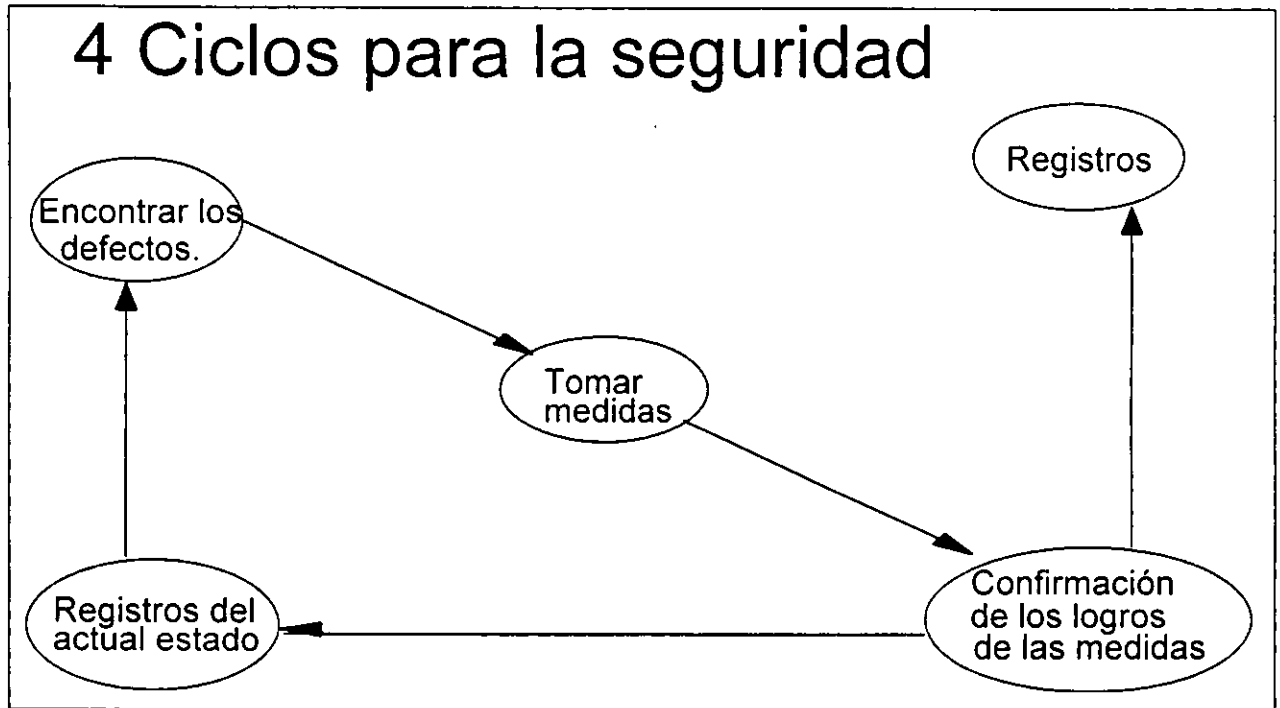 4 Ciclos para la seguridad
Registros
Encontrar los
defectos.
Tomar
medidas
Registros del
actual estado
Confirmación
de los logros
de las medidas